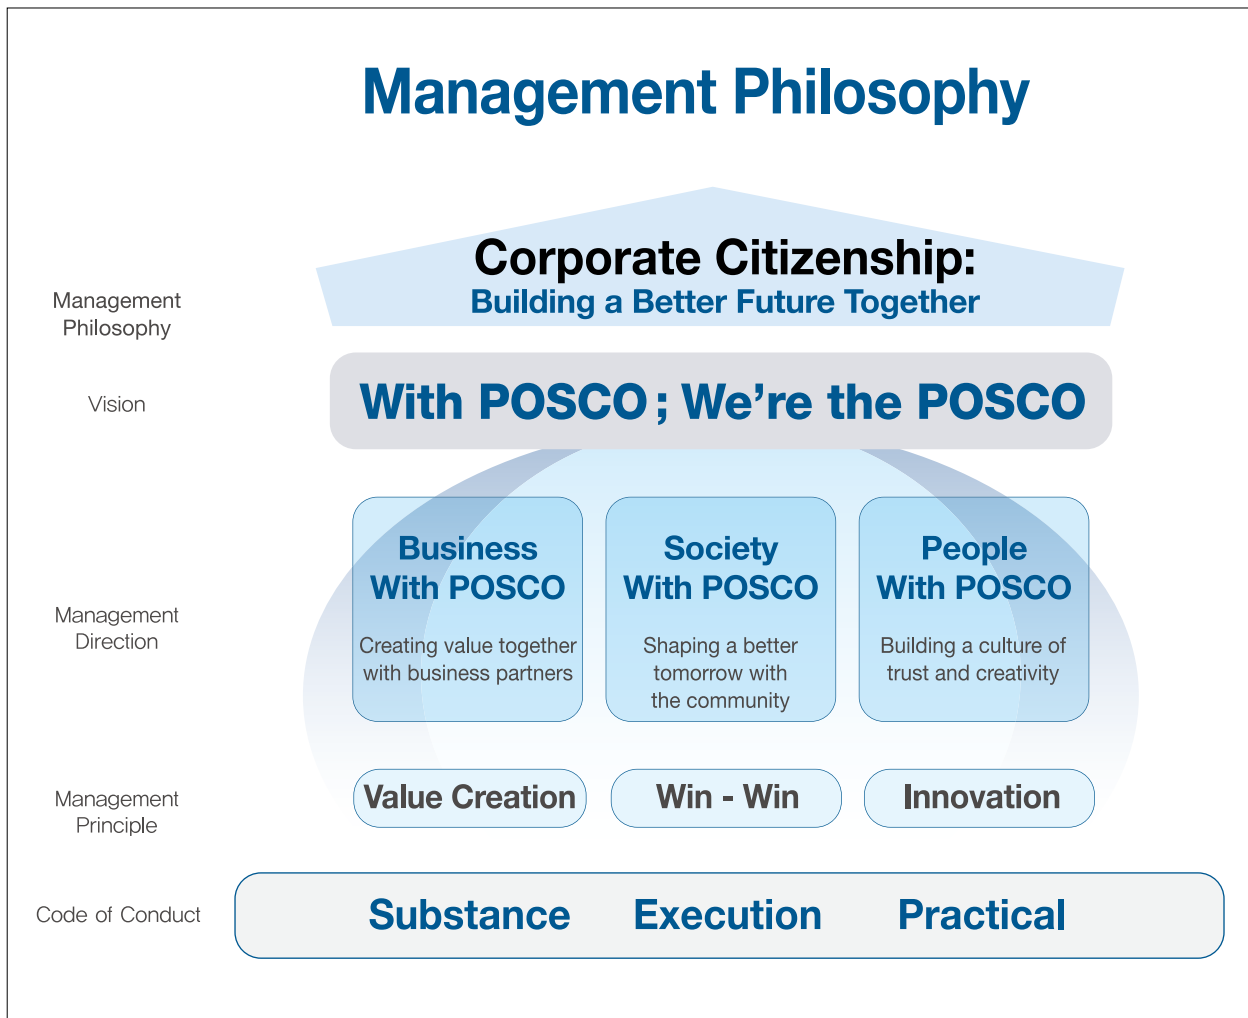 Management Philosophy
Corporate Citizenship:
Building a Better Future Together
Management
Philosophy
Vision
With POSCO ; We're the POSCO
Management
Direction
Business
With POSCO
Creating value together
with business partners
Society
With POSCO
Shaping a better
tomorrow with
the community
People
With POSCO
Building a culture of
trust and creativity
Management
Principle
Value Creation
Win - Win
Innovation
Code of Conduct
Substance
Execution
Practical